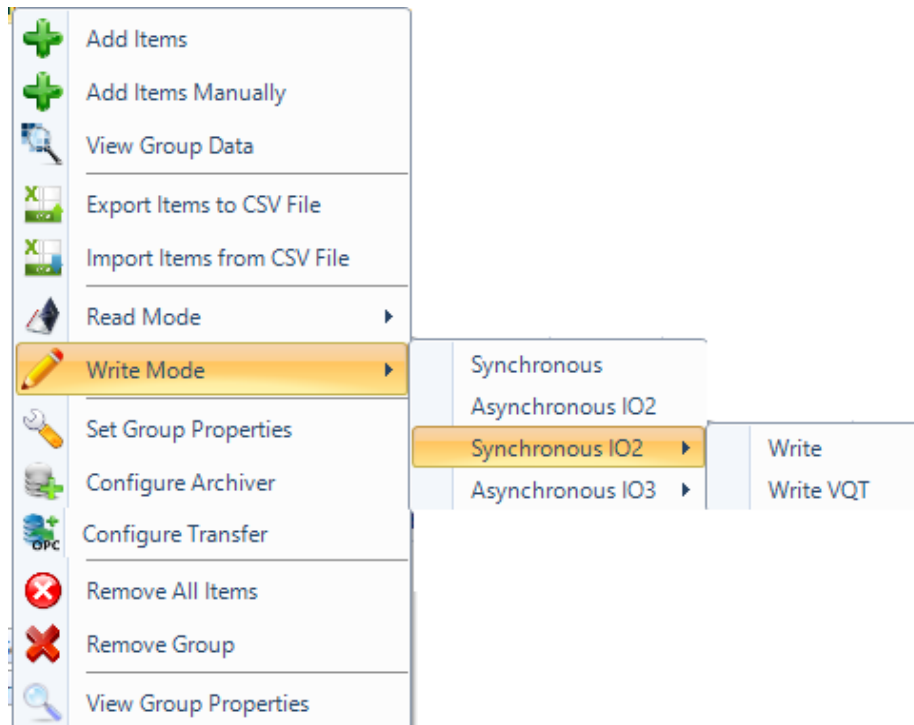 Add Items
Add Items Manually
View Group Data
Export Items to CSV File
Import Items from CSV File
Read Mode
Write Mode
Set Group Properties
Configure Archiver
OPC
Configure Transfer
Remove All Items
Remove Group
View Group Properties
Synchronous
Asynchronous IO2
Synchronous IO2
Asynchronous IO3
Write
Write VQT